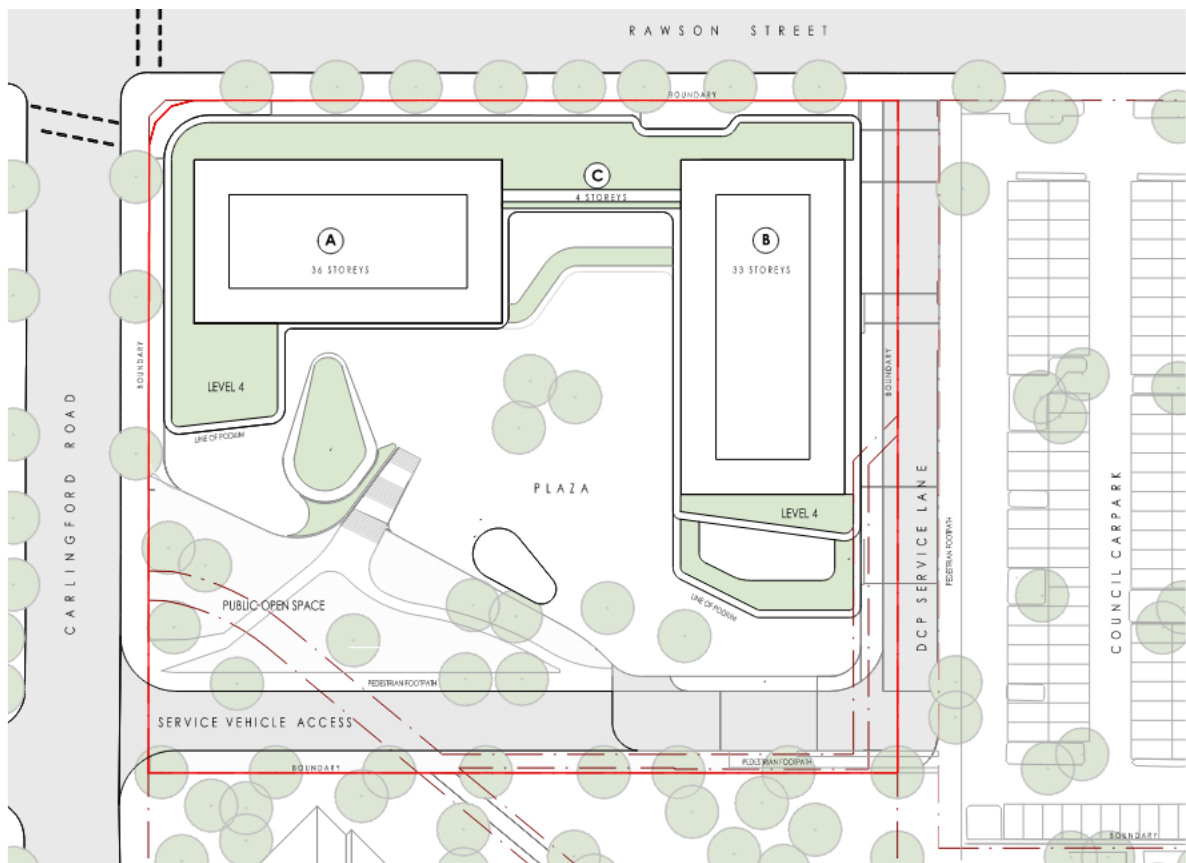 RAWSON STREET
BOUNDARY
C
4 STOREYS
A
36 STOREYS
B
33 STOREYS
BOUNDARY
BOUNDARY
LEVEL 4
LINE OF PODIUM
CARLINGFORD ROAD
PLAZA
LEVEL 4
DCP SERVICE LANE
PEDESTRIAN FOOTPATH
COUNCIL CARPARK
LINE OF PODIUM
PUBLIC OPEN SPACE
PEDESTRIAN FOOTPATH
SERVICE VEHICLE ACCESS
BOUNDARY
PEDESTRIAN FOOTPATH
BOUNDARY